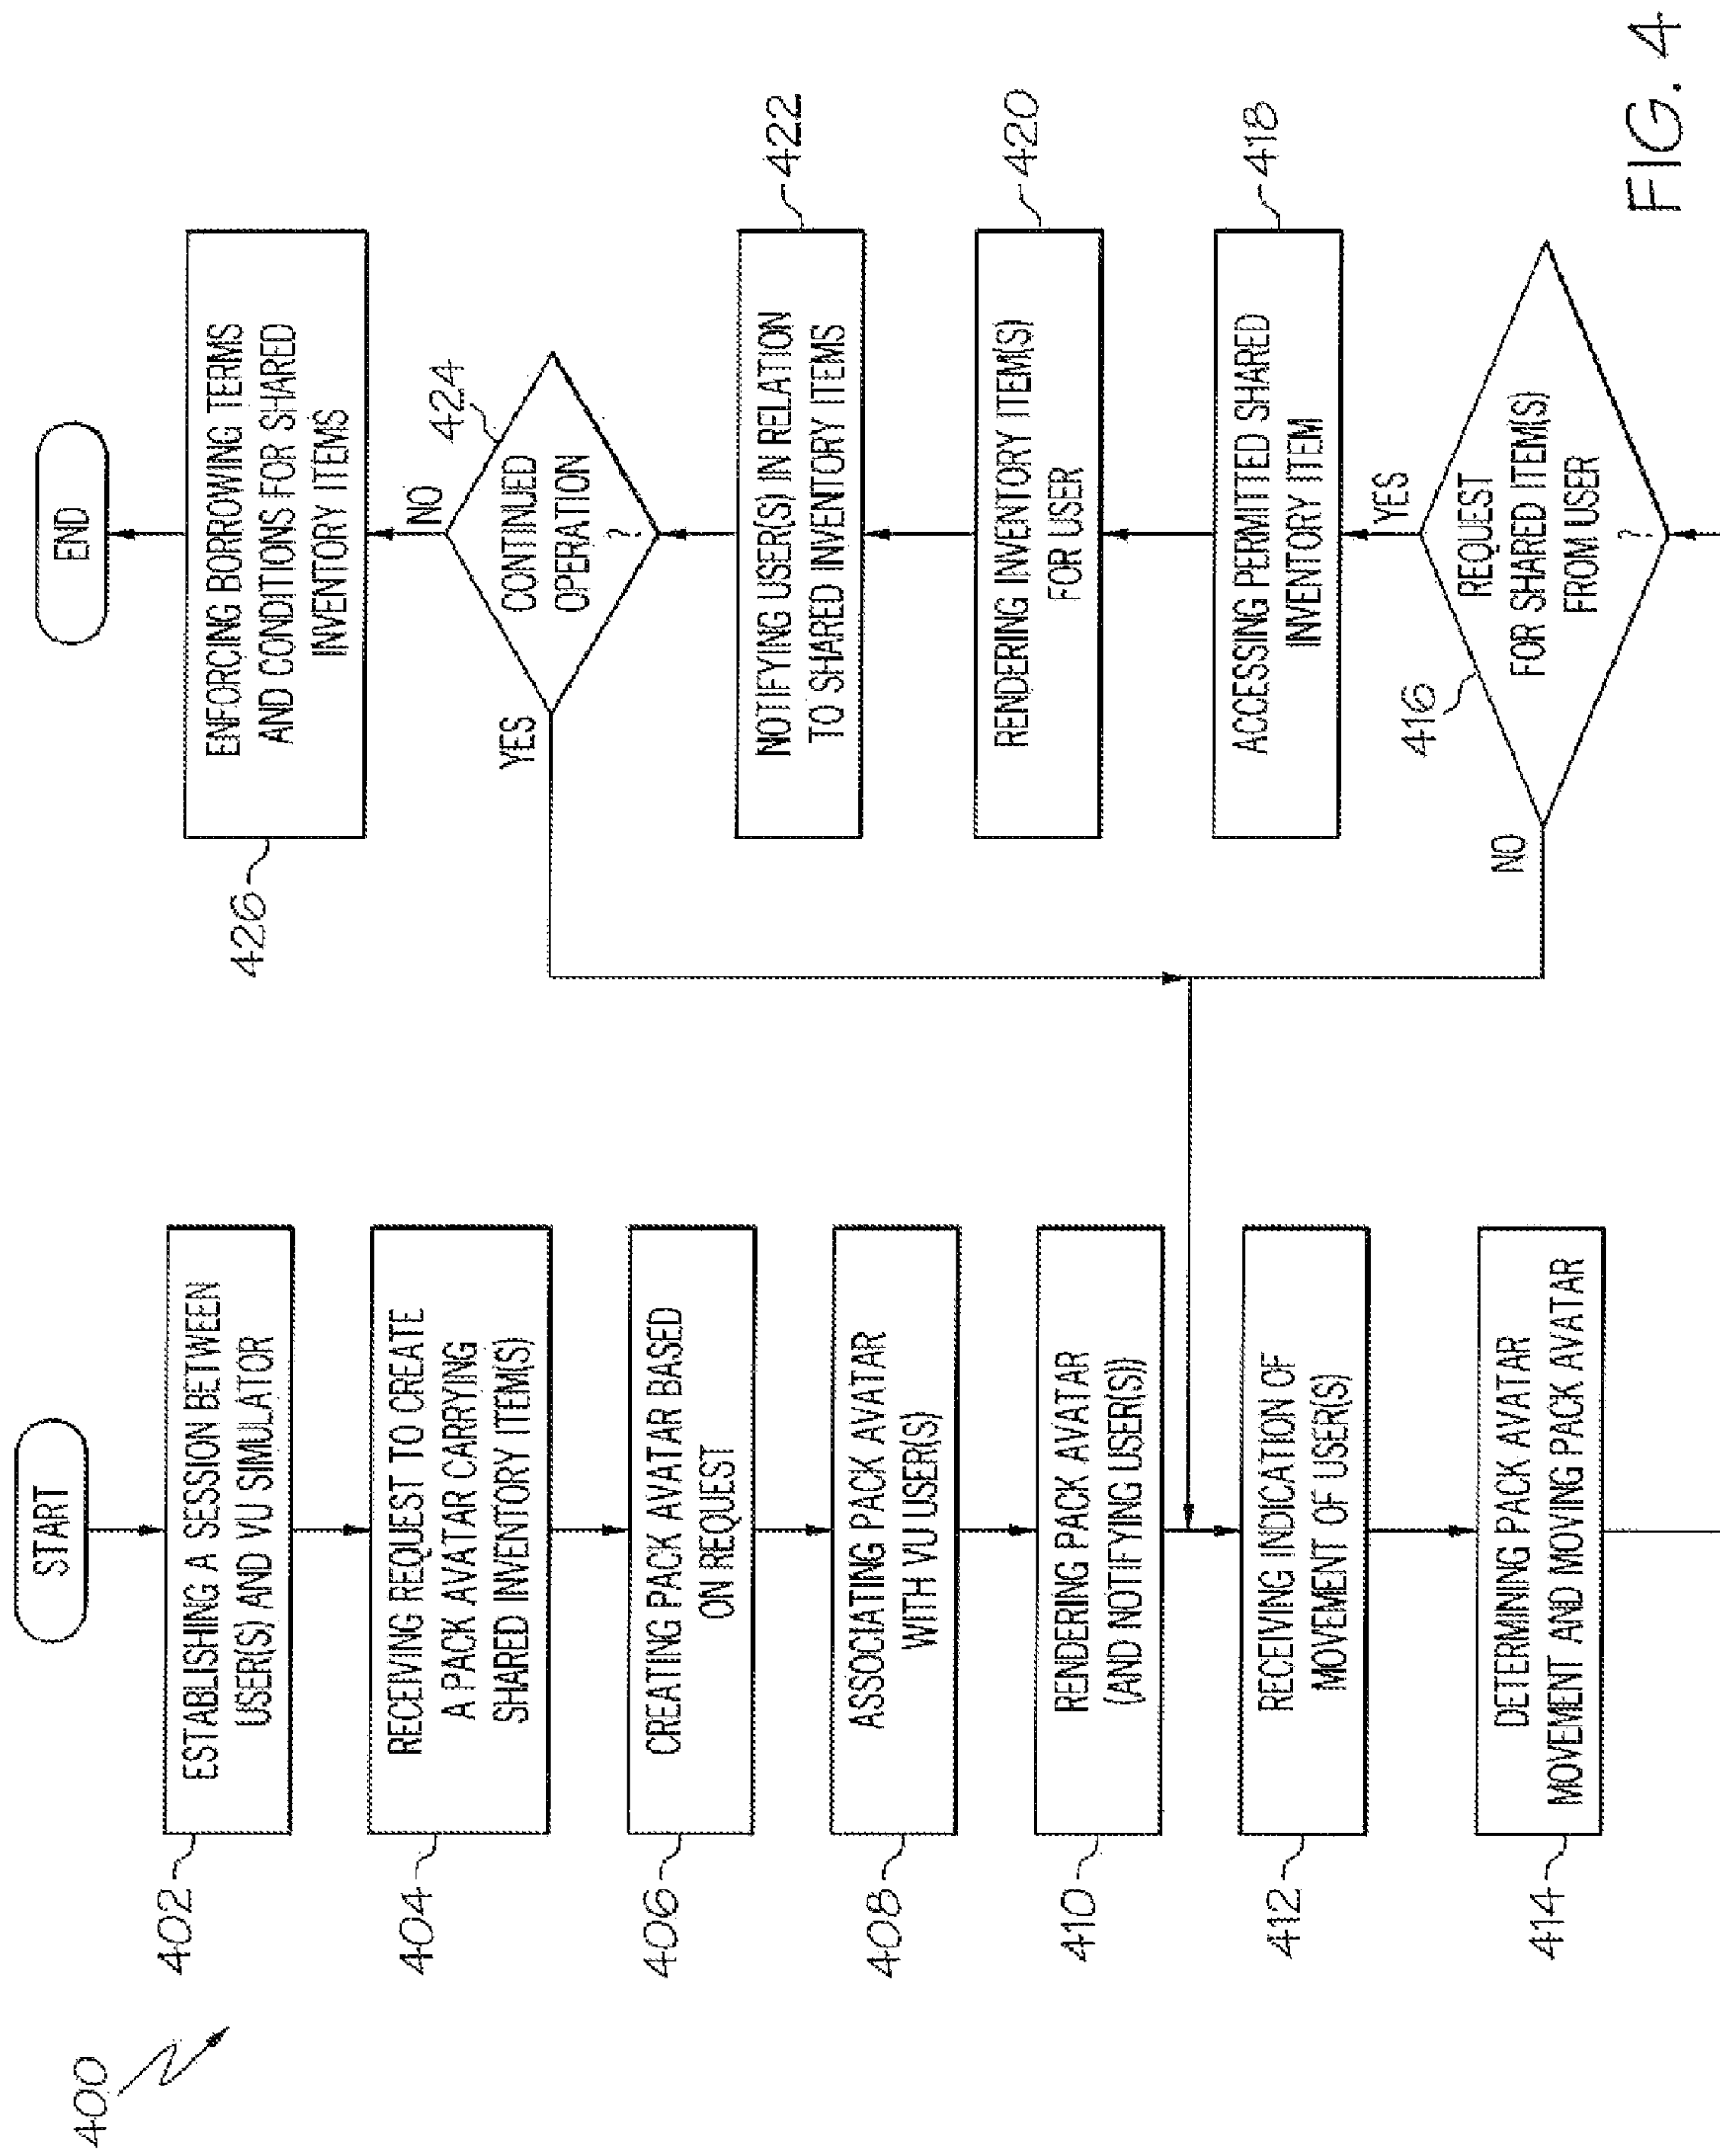 400
START
402
ESTABLISHING A SESSION BETWEEN
USER(S) AND VU SIMULATOR
404
RECEIVING REQUEST TO CREATE
A PACK AVATAR CARRYING
SHARED INVENTORY ITEM(S)
406
CREATING PACK AVATAR BASED
ON REQUEST
408
ASSOCIATING PACK AVATAR
WITH VU USER(S)
410
RENDERING PACK AVATAR
(AND NOTIFYING USER(S))
412
RECEIVING INDICATION OF
MOVEMENT OF USER(S)
414
DETERMINING PACK AVATAR
MOVEMENT AND MOVING PACK AVATAR
END
426
ENFORCING BORROWING TERMS
AND CONDITIONS FOR SHARED
INVENTORY ITEMS
NO
424
YES
CONTINUED
OPERATION
?
NOTIFYING USER(S) IN RELATION
TO SHARED INVENTORY ITEMS
422
RENDERING INVENTORY ITEM(S)
FOR USER
420
ACCESSING PERMITTED SHARED
INVENTORY ITEM
418
YES
416
NO
REQUEST
FOR SHARED ITEM(S)
FROM USER
?
FIG. 4